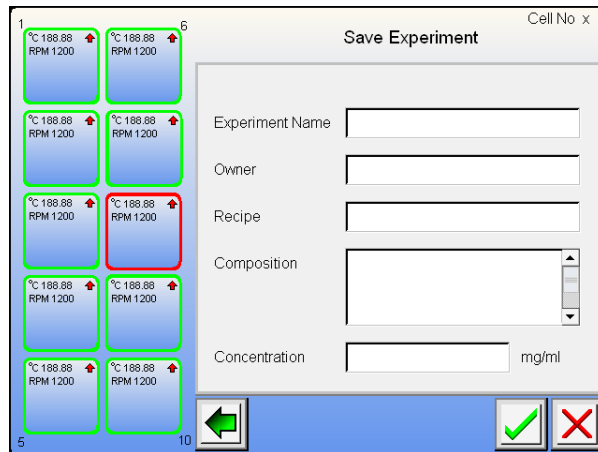 1
6
°C 188.88
RPM 1200
°C 188.88
RPM 1200
°C 188.88
RPM 1200
°C 188.88
RPM 1200
°C 188.88
RPM 1200
°C 188.88
RPM 1200
°C 188.88
RPM 1200
°C 188.88
RPM 1200
°C 188.88
RPM 1200
°C 188.88
RPM 1200
5
10
Cell No x
Save Experiment
Experiment Name
Owner
Recipe
Composition
Concentration
mg/ml